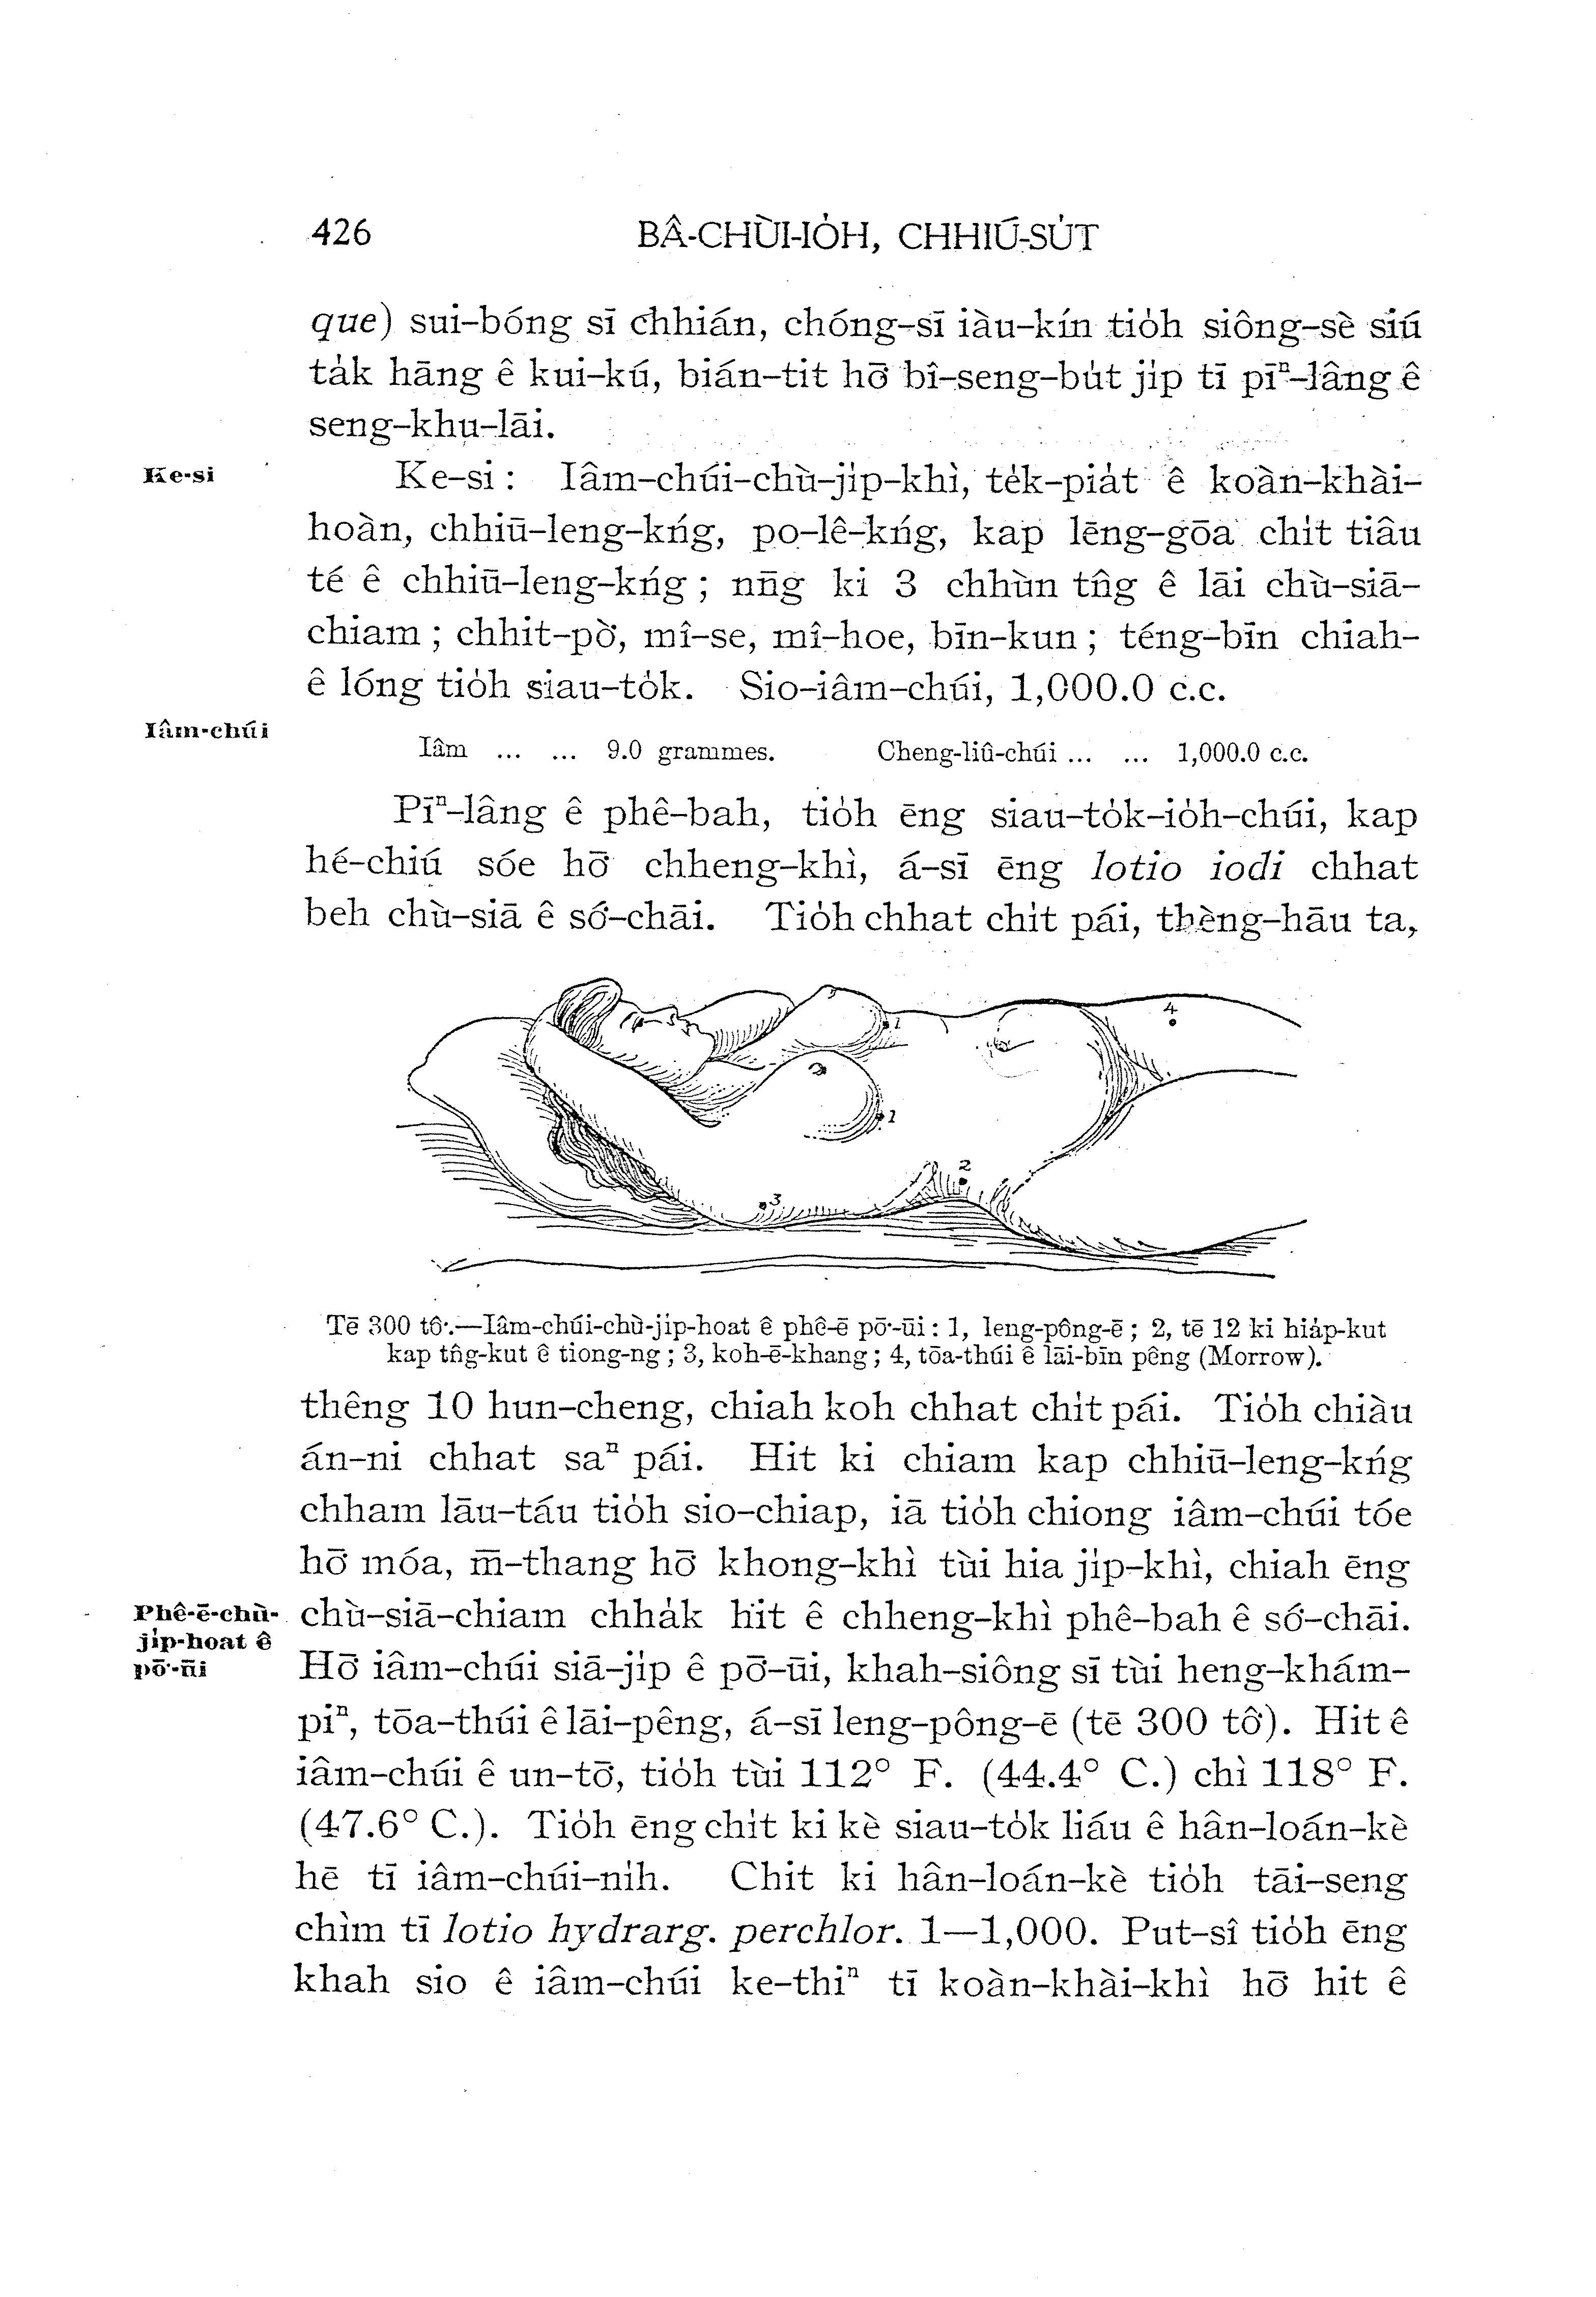 426 BÂ-CHÙI-IO̍H, CHHIÚ-SU̍T
que) sui-bóng sī chhián, chóng-sī iàu-kín tio̍h siông-sè siú
ta̍k hāng ê kui-kú, bián-tit hō͘ bî-seng-bu̍t ji̍p tī pīⁿ-lâng ê
seng-khu-lāi.
Ke-si
Ke-si : Iâm-chúi-chù-ji̍p-khì, te̍k-pia̍t ê koàn-khài-
hoàn, chhiū-leng-kńg, po-lê-kńg, kap lēng-gōa chi̍t tiâu
té ê chhiū-leng-kńg ; nn̄g ki 3 chhùn tn̂g ê lāi chù-siā-
chiam ; chhit-pò͘, mî-se, mî-hoe, bīn-kun ; téng-bīn chiah-
ê lóng tio̍h siau-to̍k. Sio-iâm-chúi, 1,000.0 c.c.
Iâm-chúi
Iâm ... ... 9.0 grammes. Cheng-liû-chúi ... ... 1,000.0 c.c.
Pīⁿ-lâng ê phê-bah, tio̍h ēng siau-to̍k-io̍h-chúi, kap
hé-chiú sóe hō͘ chheng-khì, á-sī ēng lotio iodi chhat
beh chù-siā ê só͘-chāi. Tio̍h chhat chi̍t pái, thèng-hāu ta,
1
4
1
2
3
Tē 300 tô͘.—Iâm-chúi-chù-ji̍p-hoat ê phê-ē pō͘-ūi : 1, leng-pông-ē ; 2, tē 12 ki hia̍p-kut
kap tn̂g-kut ê tiong-ng ; 3, koh-ē-khang ; 4, tōa-thúi ê lāi-bīn pêng (Morrow).
thêng 10 hun-cheng, chiah koh chhat chi̍t pái. Tio̍h chiàu
án-ni chhat saⁿ pái. Hit ki chiam kap chhiū-leng-kńg
chham lāu-táu tio̍h sio-chiap, iā tio̍h chiong iâm-chúi tóe
hō͘ móa, m̄-thang hō͘ khong-khì tùi hia ji̍p-khì, chiah ēng
Phê-ē-chù-
ji̍p-hoat ê
pō͘-ūi
chù-siā-chiam chha̍k hit ê chheng-khì phê-bah ê só͘-chāi.
Hō͘ iâm-chúi siā-ji̍p ê pō͘-ūi, khah-siông sī tùi heng-khám-
piⁿ, tōa-thúi ê lāi-pêng, á-sī leng-pông-ē (tē 300 tô͘). Hit ê
iâm-chúi ê un-tō͘, tio̍h tùi 112° F. (44.4° C.) chì 118° F.
(47.6° C.). Tio̍h ēng chi̍t ki kè siau-to̍k liáu ê hân-loán-kè
hē tī iâm-chúi-ni̍h. Chit ki hân-loán-kè tio̍h tāi-seng
chìm tī lotio hydrarg. perchlor. 1—1,000. Put-sî tio̍h ēng
khah sio ê iâm-chúi ke-thiⁿ tī koàn-khài-khì hō͘ hit ê